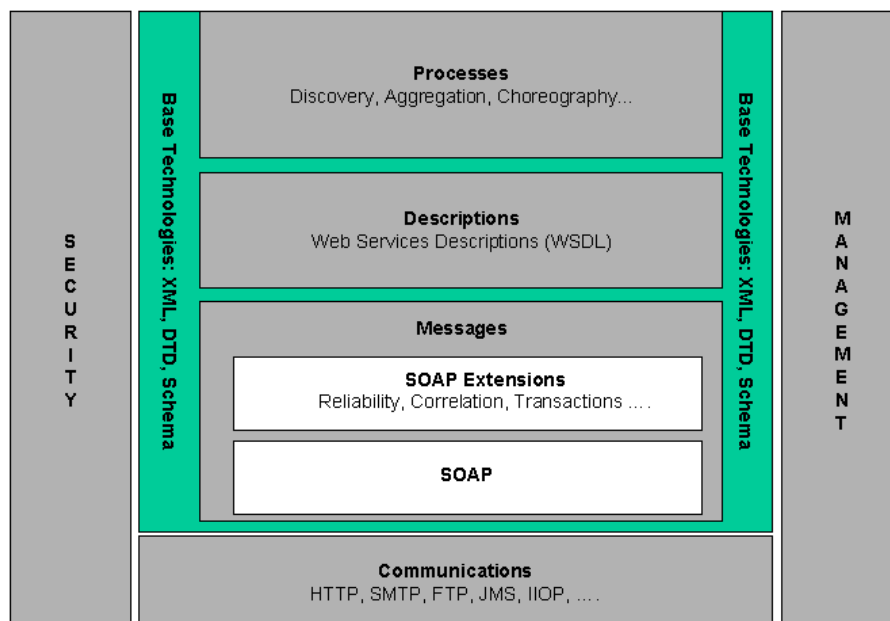 SECURITY
Base Technologies: XML, DTD, Schema
Processes
Discovery, Aggregation, Choreography...
Descriptions
Web Services Descriptions (WSDL)
Messages
SOAP Extensions
Reliability, Correlation, Transactions ....
SOAP
Base Technologies: XML, DTD, Schema
MANAGEMENT
Communications
HTTP, SMTP, FTP, JMS, IIOP, ....